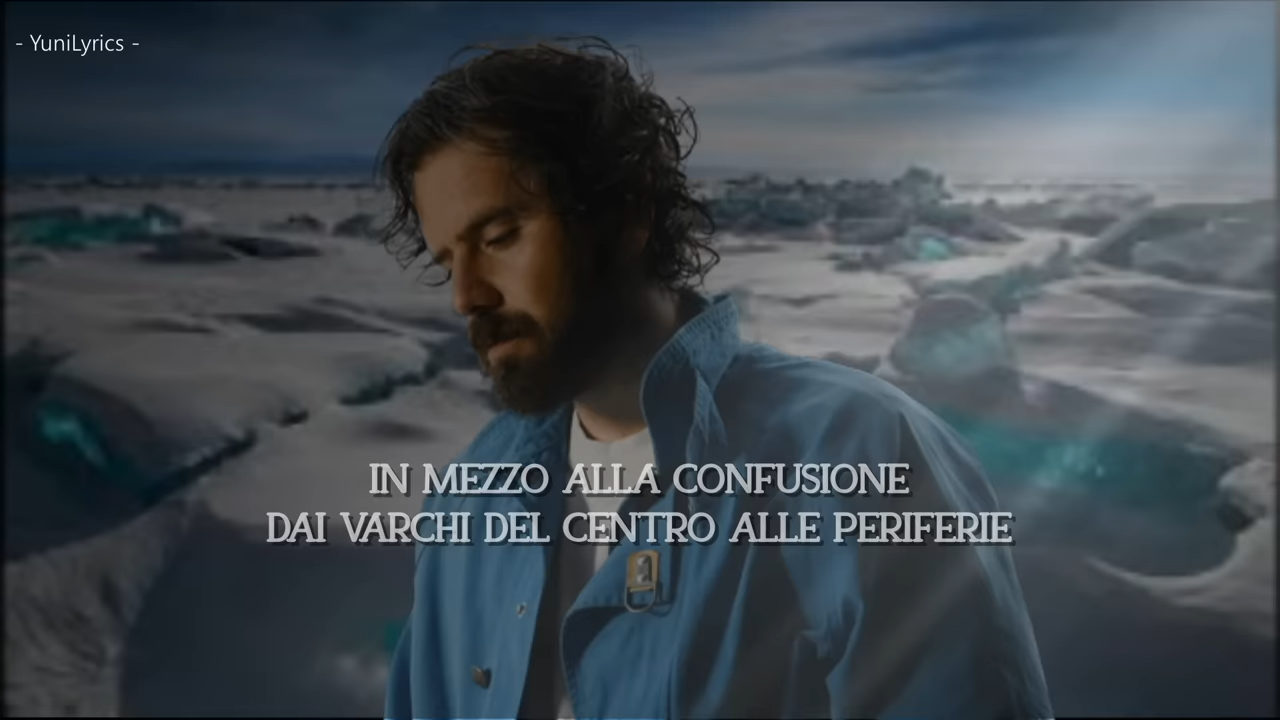 - YuniLyrics -
IN MEZZO ALLA CONFUSIONE
DAI VARCHI DEL CENTRO ALLE PERIFERIE